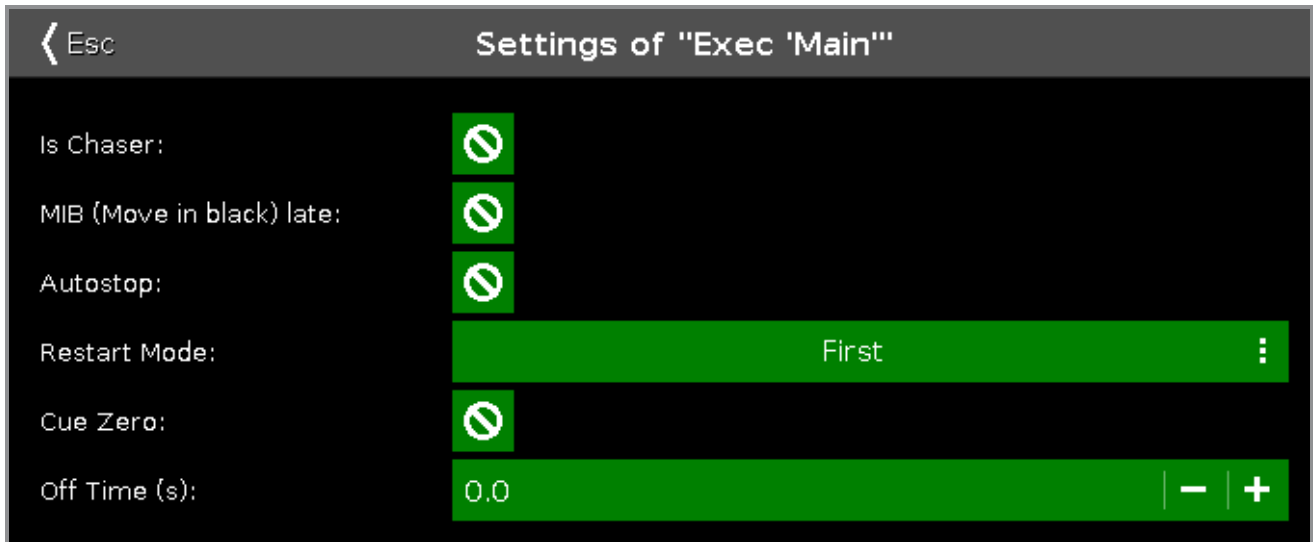 Esc
Settings of "Exec 'Main'"
Is Chaser:
MIB (Move in black) late:
Autostop:
Restart Mode: First
Cue Zero:
Off Time (s): 0.0